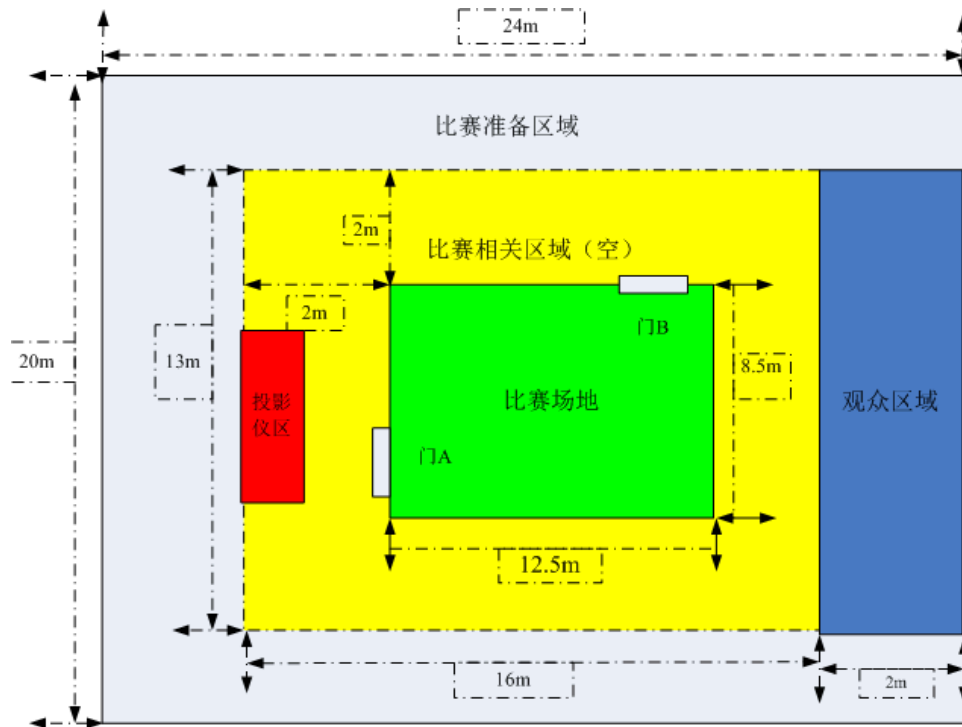 24m
比赛准备区域
2m
比赛相关区域（空）
2m
门B
20m
13m
8.5m
投影
仪区
比赛场地
观众区域
门A
12.5m
16m
2m